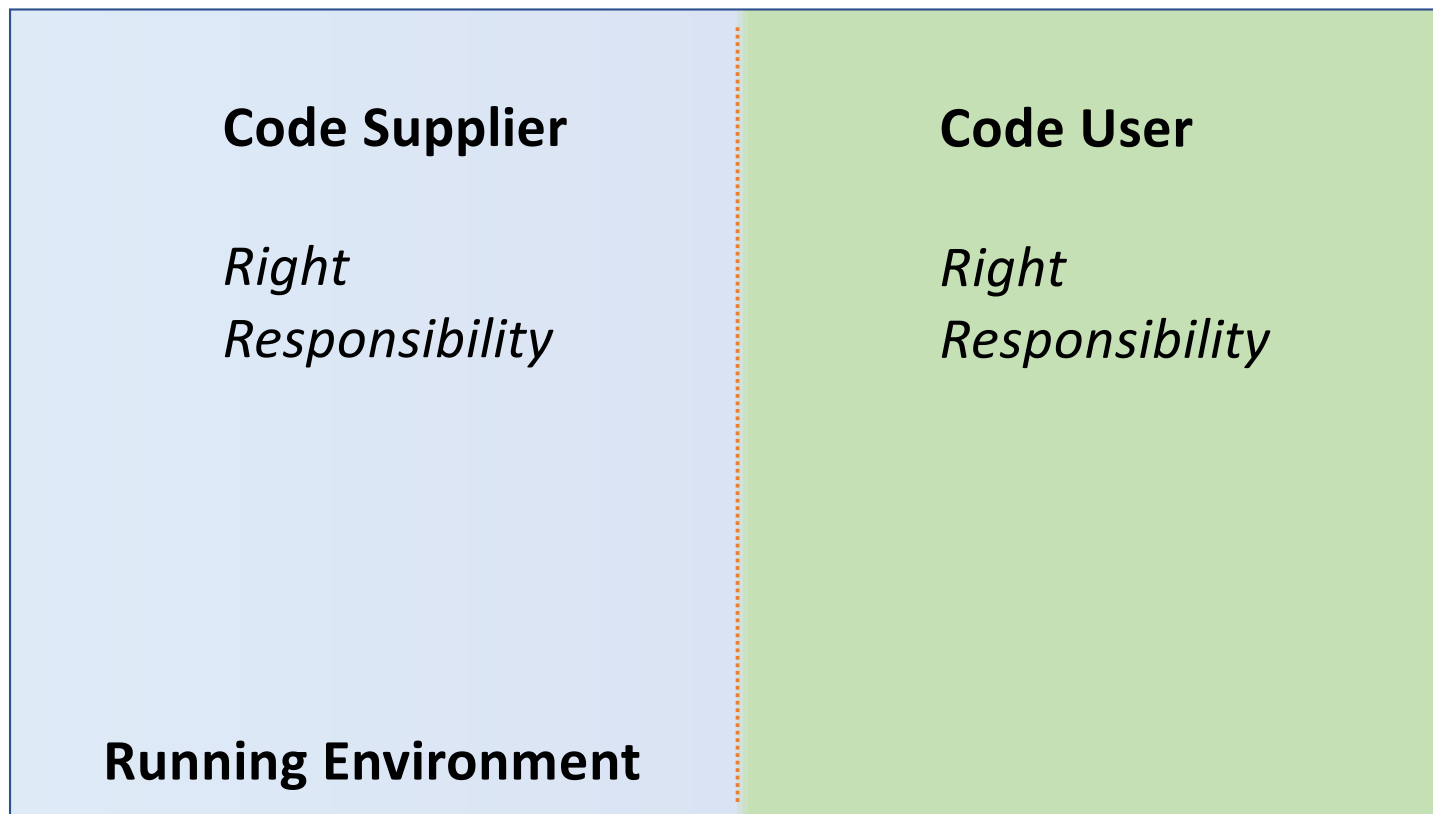 Code Supplier
Right
Responsibility
Code User
Right
Responsibility
Running Environment